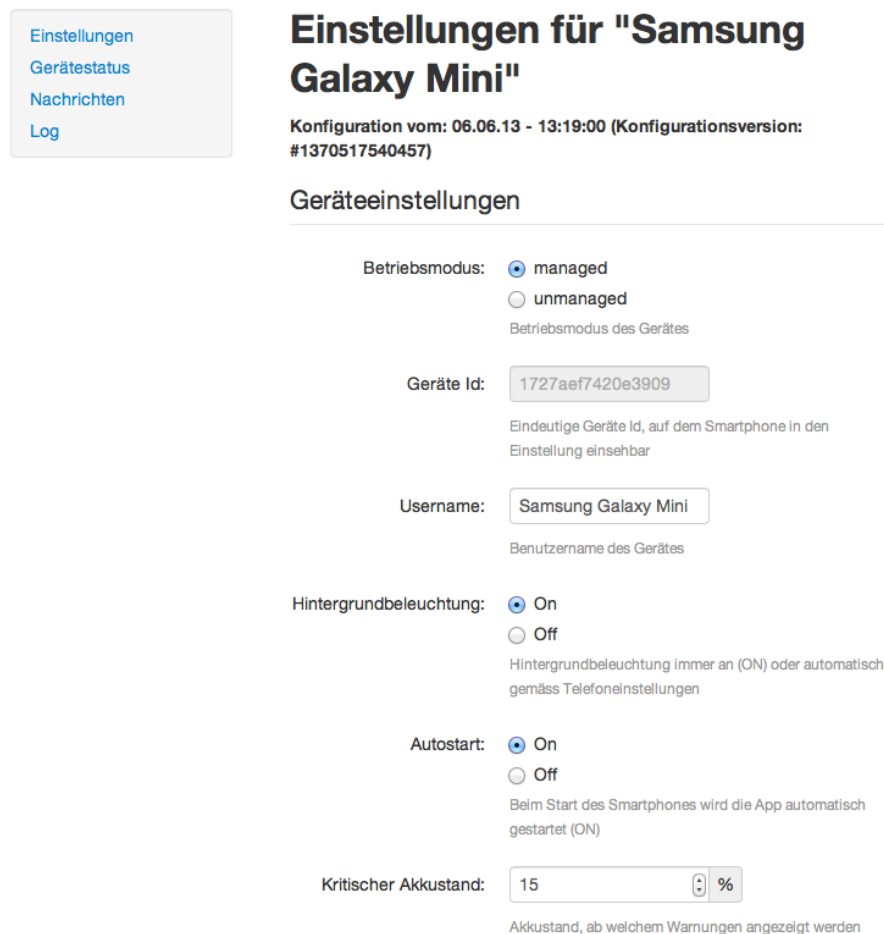 Einstellungen
Gerätestatus
Nachrichten
Log
Einstellungen für "Samsung
Galaxy Mini"
Konfiguration vom: 06.06.13 - 13:19:00 (Konfigurationsversion:
#1370517540457)
Geräteeinstellungen
Betriebsmodus:
managed
unmanaged
Betriebsmodus des Gerätes
Geräte Id:
1727aef7420e3909
Eindeutige Geräte Id, auf dem Smartphone in den
Einstellung einsehbar
Username:
Samsung Galaxy Mini
Benutzername des Gerätes
Hintergrundbeleuchtung:
On
Off
Hintergrundbeleuchtung immer an (ON) oder automatisch
gemäss Telefoneinstellungen
Autostart:
On
Off
Beim Start des Smartphones wird die App automatisch
gestartet (ON)
Kritischer Akkustand:
15
%
Akkustand, ab welchem Warnungen angezeigt werden